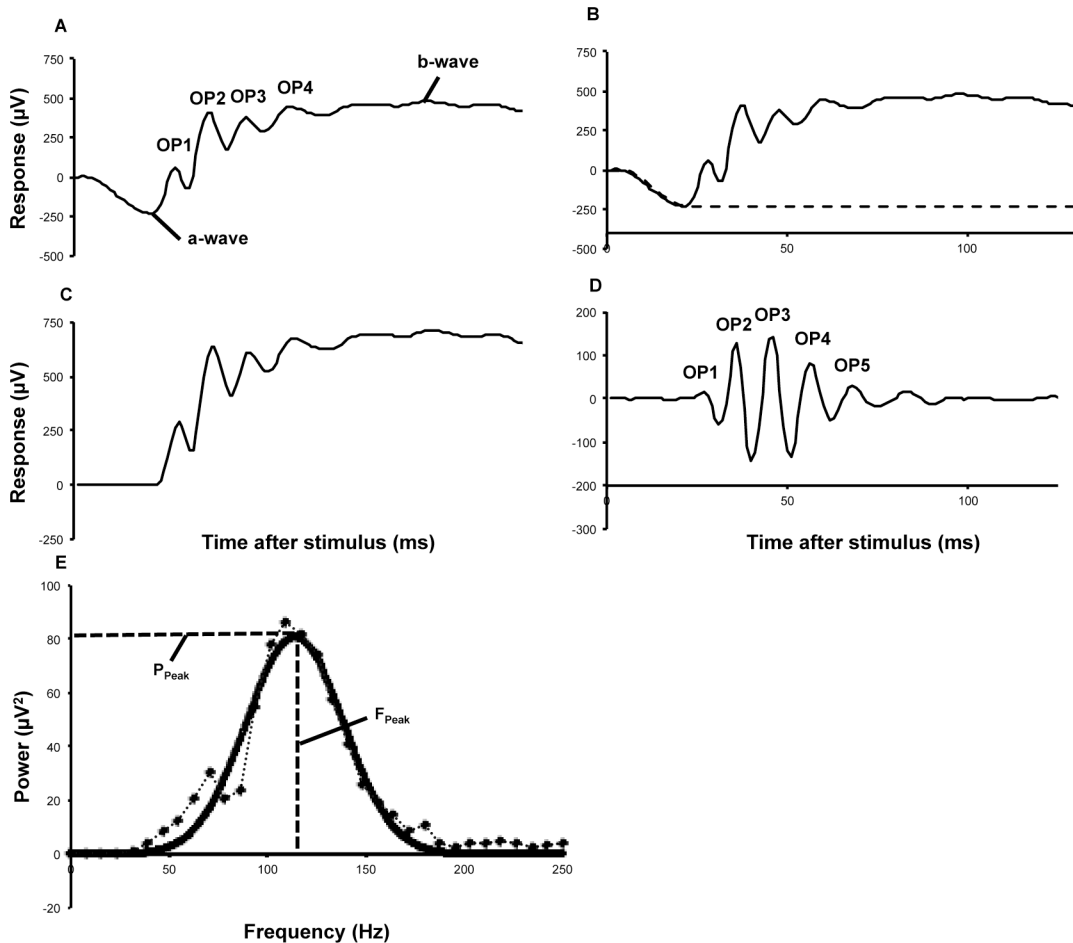 A
750
500
250
0
-250
-500
Response (µV)
OP1
OP2
OP3
OP4
b-wave
a-wave
B
750
500
250
0
-250
-500
0
50
100
C
750
500
250
0
-250
Response (µV)
Time after stimulus (ms)
D
200
100
0
-100
-200
-300
OP1
OP2
OP3
OP4
OP5
0
50
100
Time after stimulus (ms)
E
100
80
60
40
20
0
-20
Power (µV²)
P Peak
F Peak
0
50
100
150
200
250
Frequency (Hz)